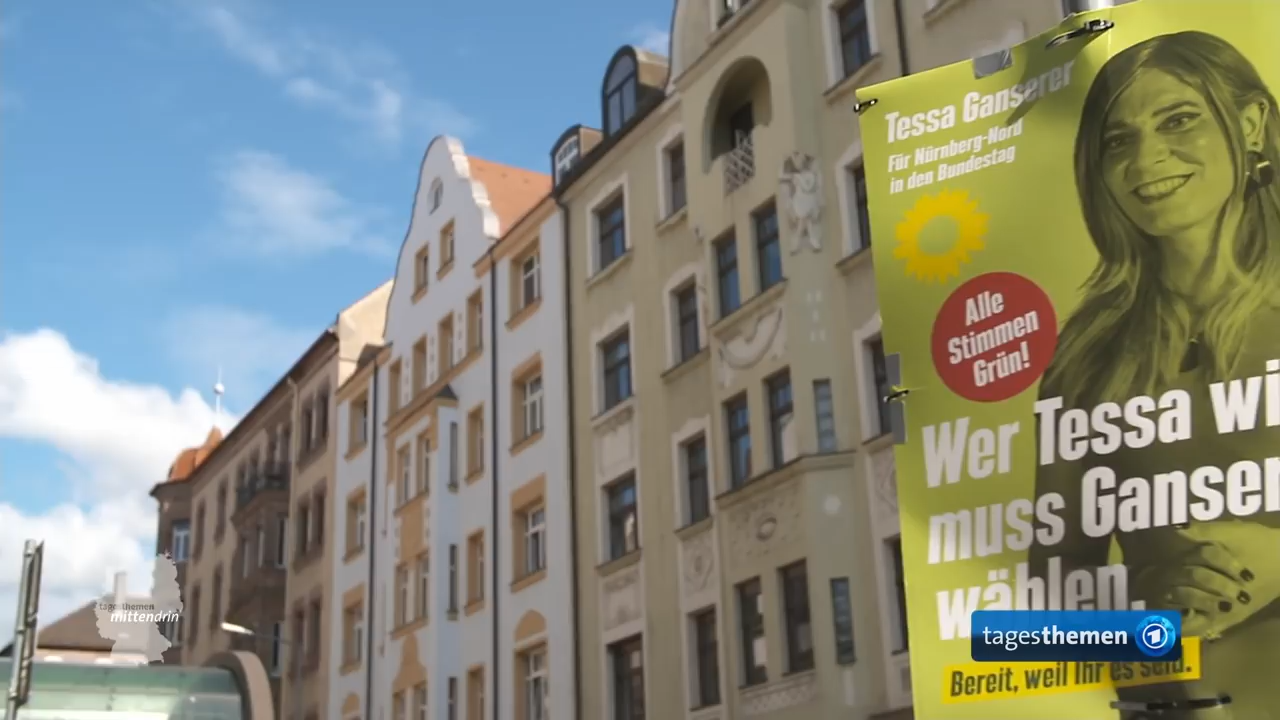 Tessa Ganserer
Für Nürnberg-Nord
in den Bundestag
Alle
Stimmen
Grün!
Wer Tessa wi
muss Ganser
wählen.
tagesthemen
Bereit, weil Ihr es seid.
tagesthemen
mittendrin